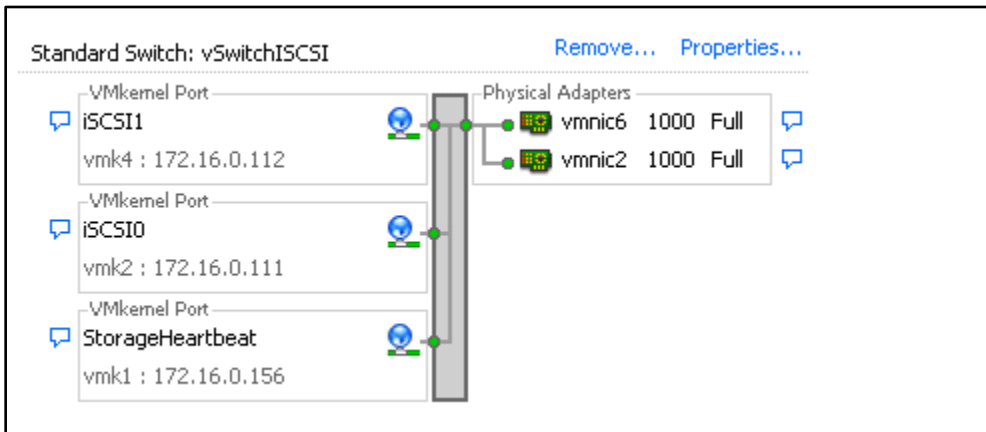 Standard Switch: vSwitchISCSI Remove... Properties...
VMkernel Port
iSCSI1
vmk4 : 172.16.0.112
Physical Adapters
vmnic6 1000 Full
vmnic2 1000 Full
VMkernel Port
iSCSI0
vmk2 : 172.16.0.111
VMkernel Port
StorageHeartbeat
vmk1 : 172.16.0.156